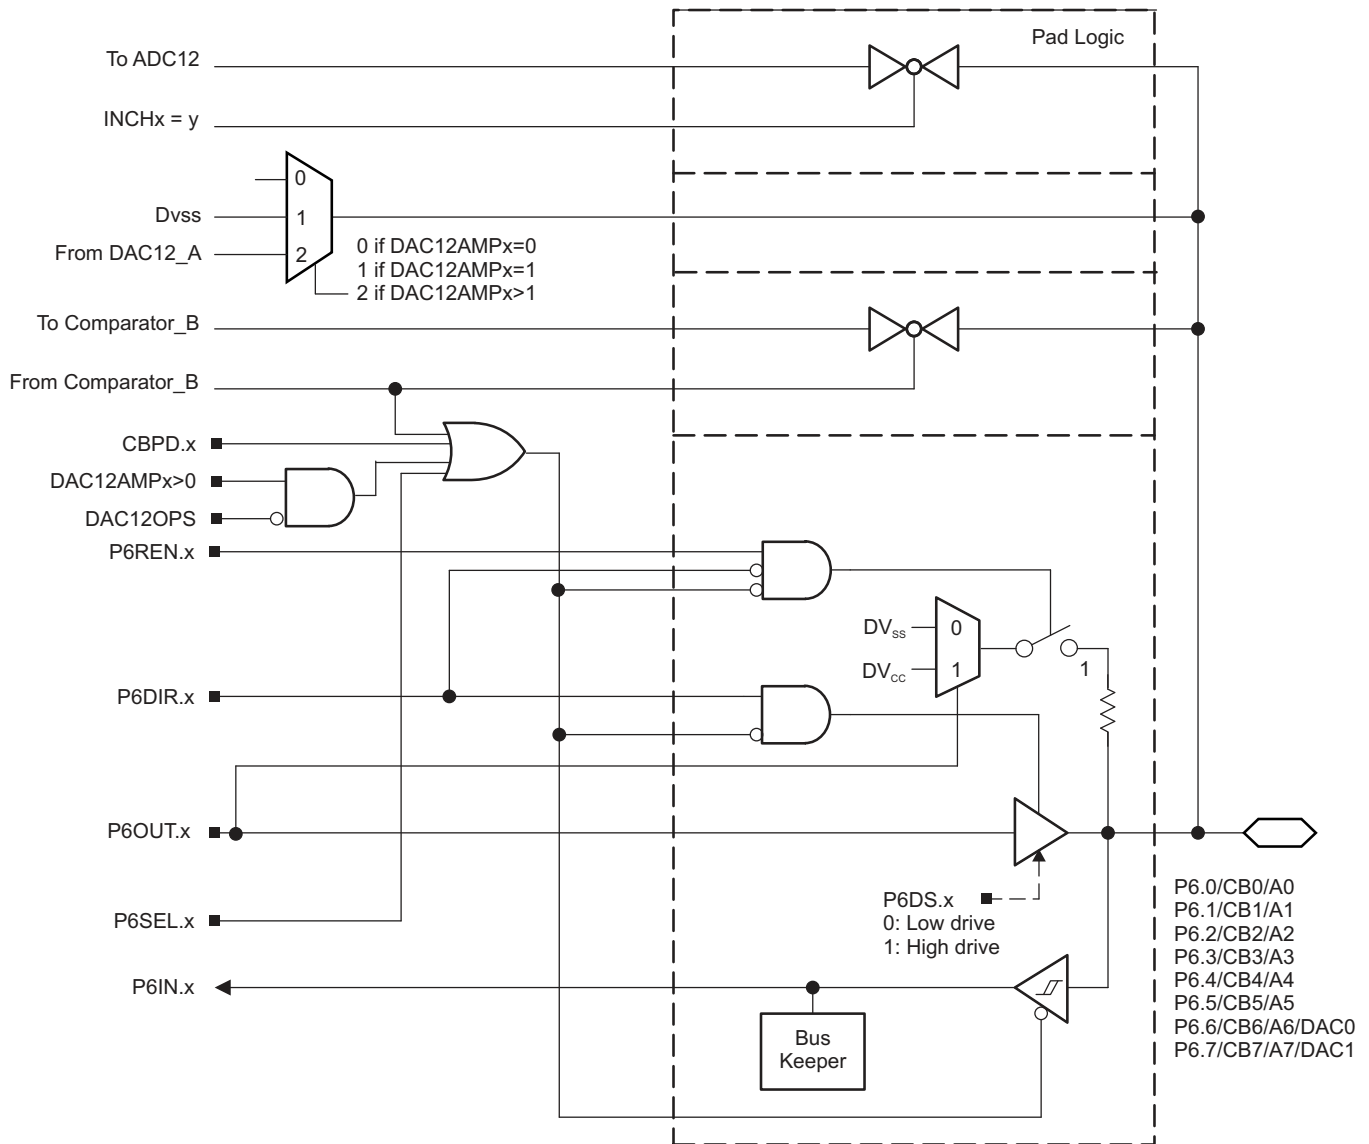 Pad Logic
To ADC12
INCHx = y
0
Dvss
1
From DAC12_A
2
0 if DAC12AMPx=0
1 if DAC12AMPx=1
2 if DAC12AMPx>1
To Comparator_B
From Comparator_B
CBPD.x
DAC12AMPx>0
DAC12OPS
P6REN.x
DVSS
0
DVCC
1
1
P6DIR.x
P6OUT.x
P6DS.x
0: Low drive
1: High drive
P6SEL.x
P6IN.x
Bus
Keeper
P6.0/CB0/A0
P6.1/CB1/A1
P6.2/CB2/A2
P6.3/CB3/A3
P6.4/CB4/A4
P6.5/CB5/A5
P6.6/CB6/A6/DAC0
P6.7/CB7/A7/DAC1